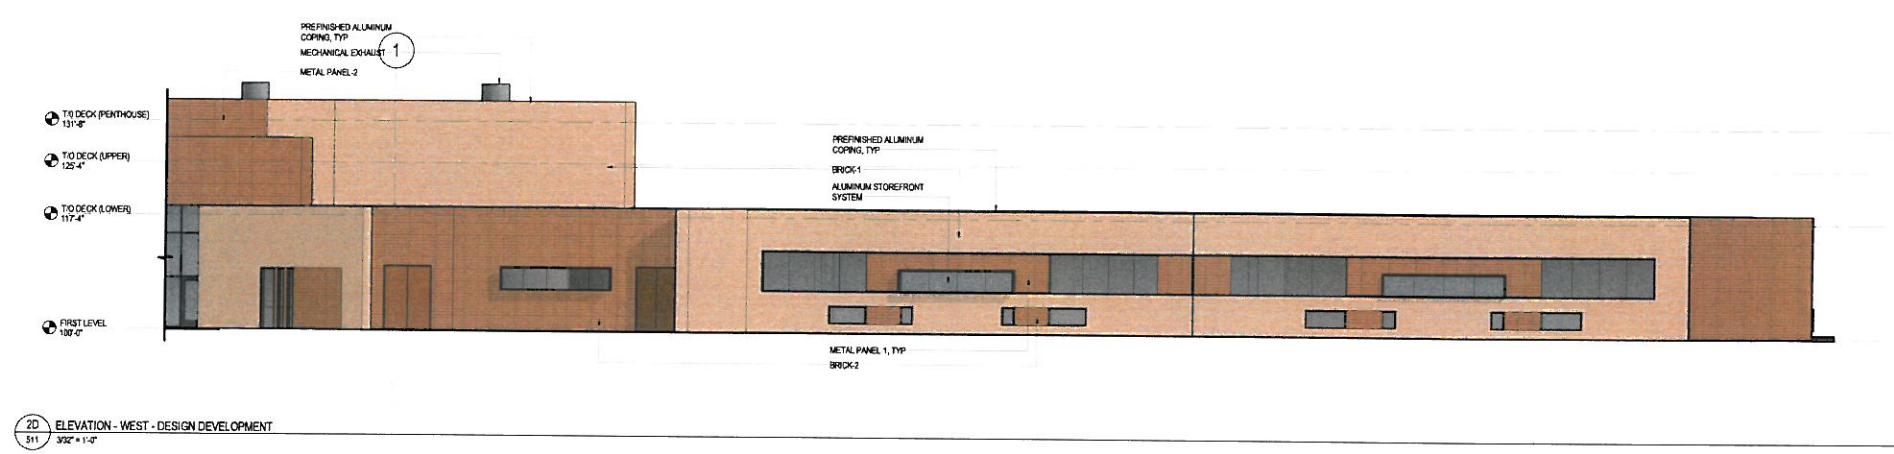 PREFINISHED ALUMINUM
COPING, TYP
MECHANICAL EXHAUST
1
METAL PANEL-2
T/O DECK (PENTHOUSE)
131'-8"
T/O DECK (UPPER)
125'-4"
T/O DECK (LOWER)
117'-4"
FIRST LEVEL
100'-0"
PREFINISHED ALUMINUM
COPING, TYP
BRICK-1
ALUMINUM STOREFRONT
SYSTEM
METAL PANEL 1, TYP
BRICK-2
2D
511
ELEVATION - WEST - DESIGN DEVELOPMENT
3/32" = 1'-0"